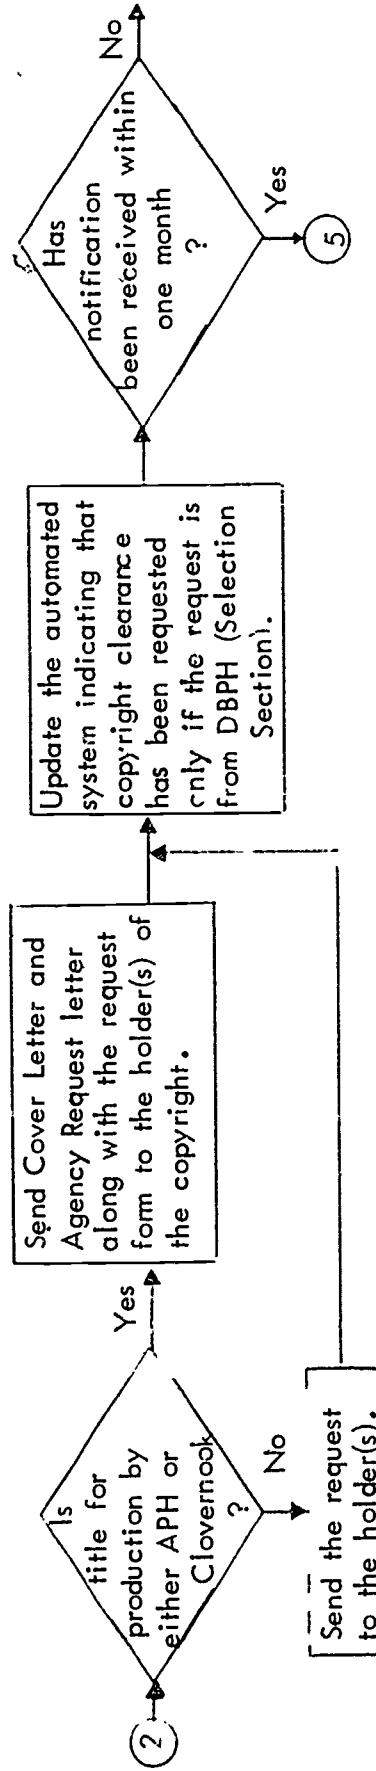 2
Is
title for
production by
either APH or
Clovernook
?
Yes
No
Send Cover Letter and
Agency Request letter
along with the request
form to the holder(s) of
the copyright.
Send the request
to the holder(s).
Update the automated
system indicating that
copyright clearance
has been requested
only if the request is
from DBPH (Selection
Section).
Has
notification
been received within
one month
?
No
Yes
5